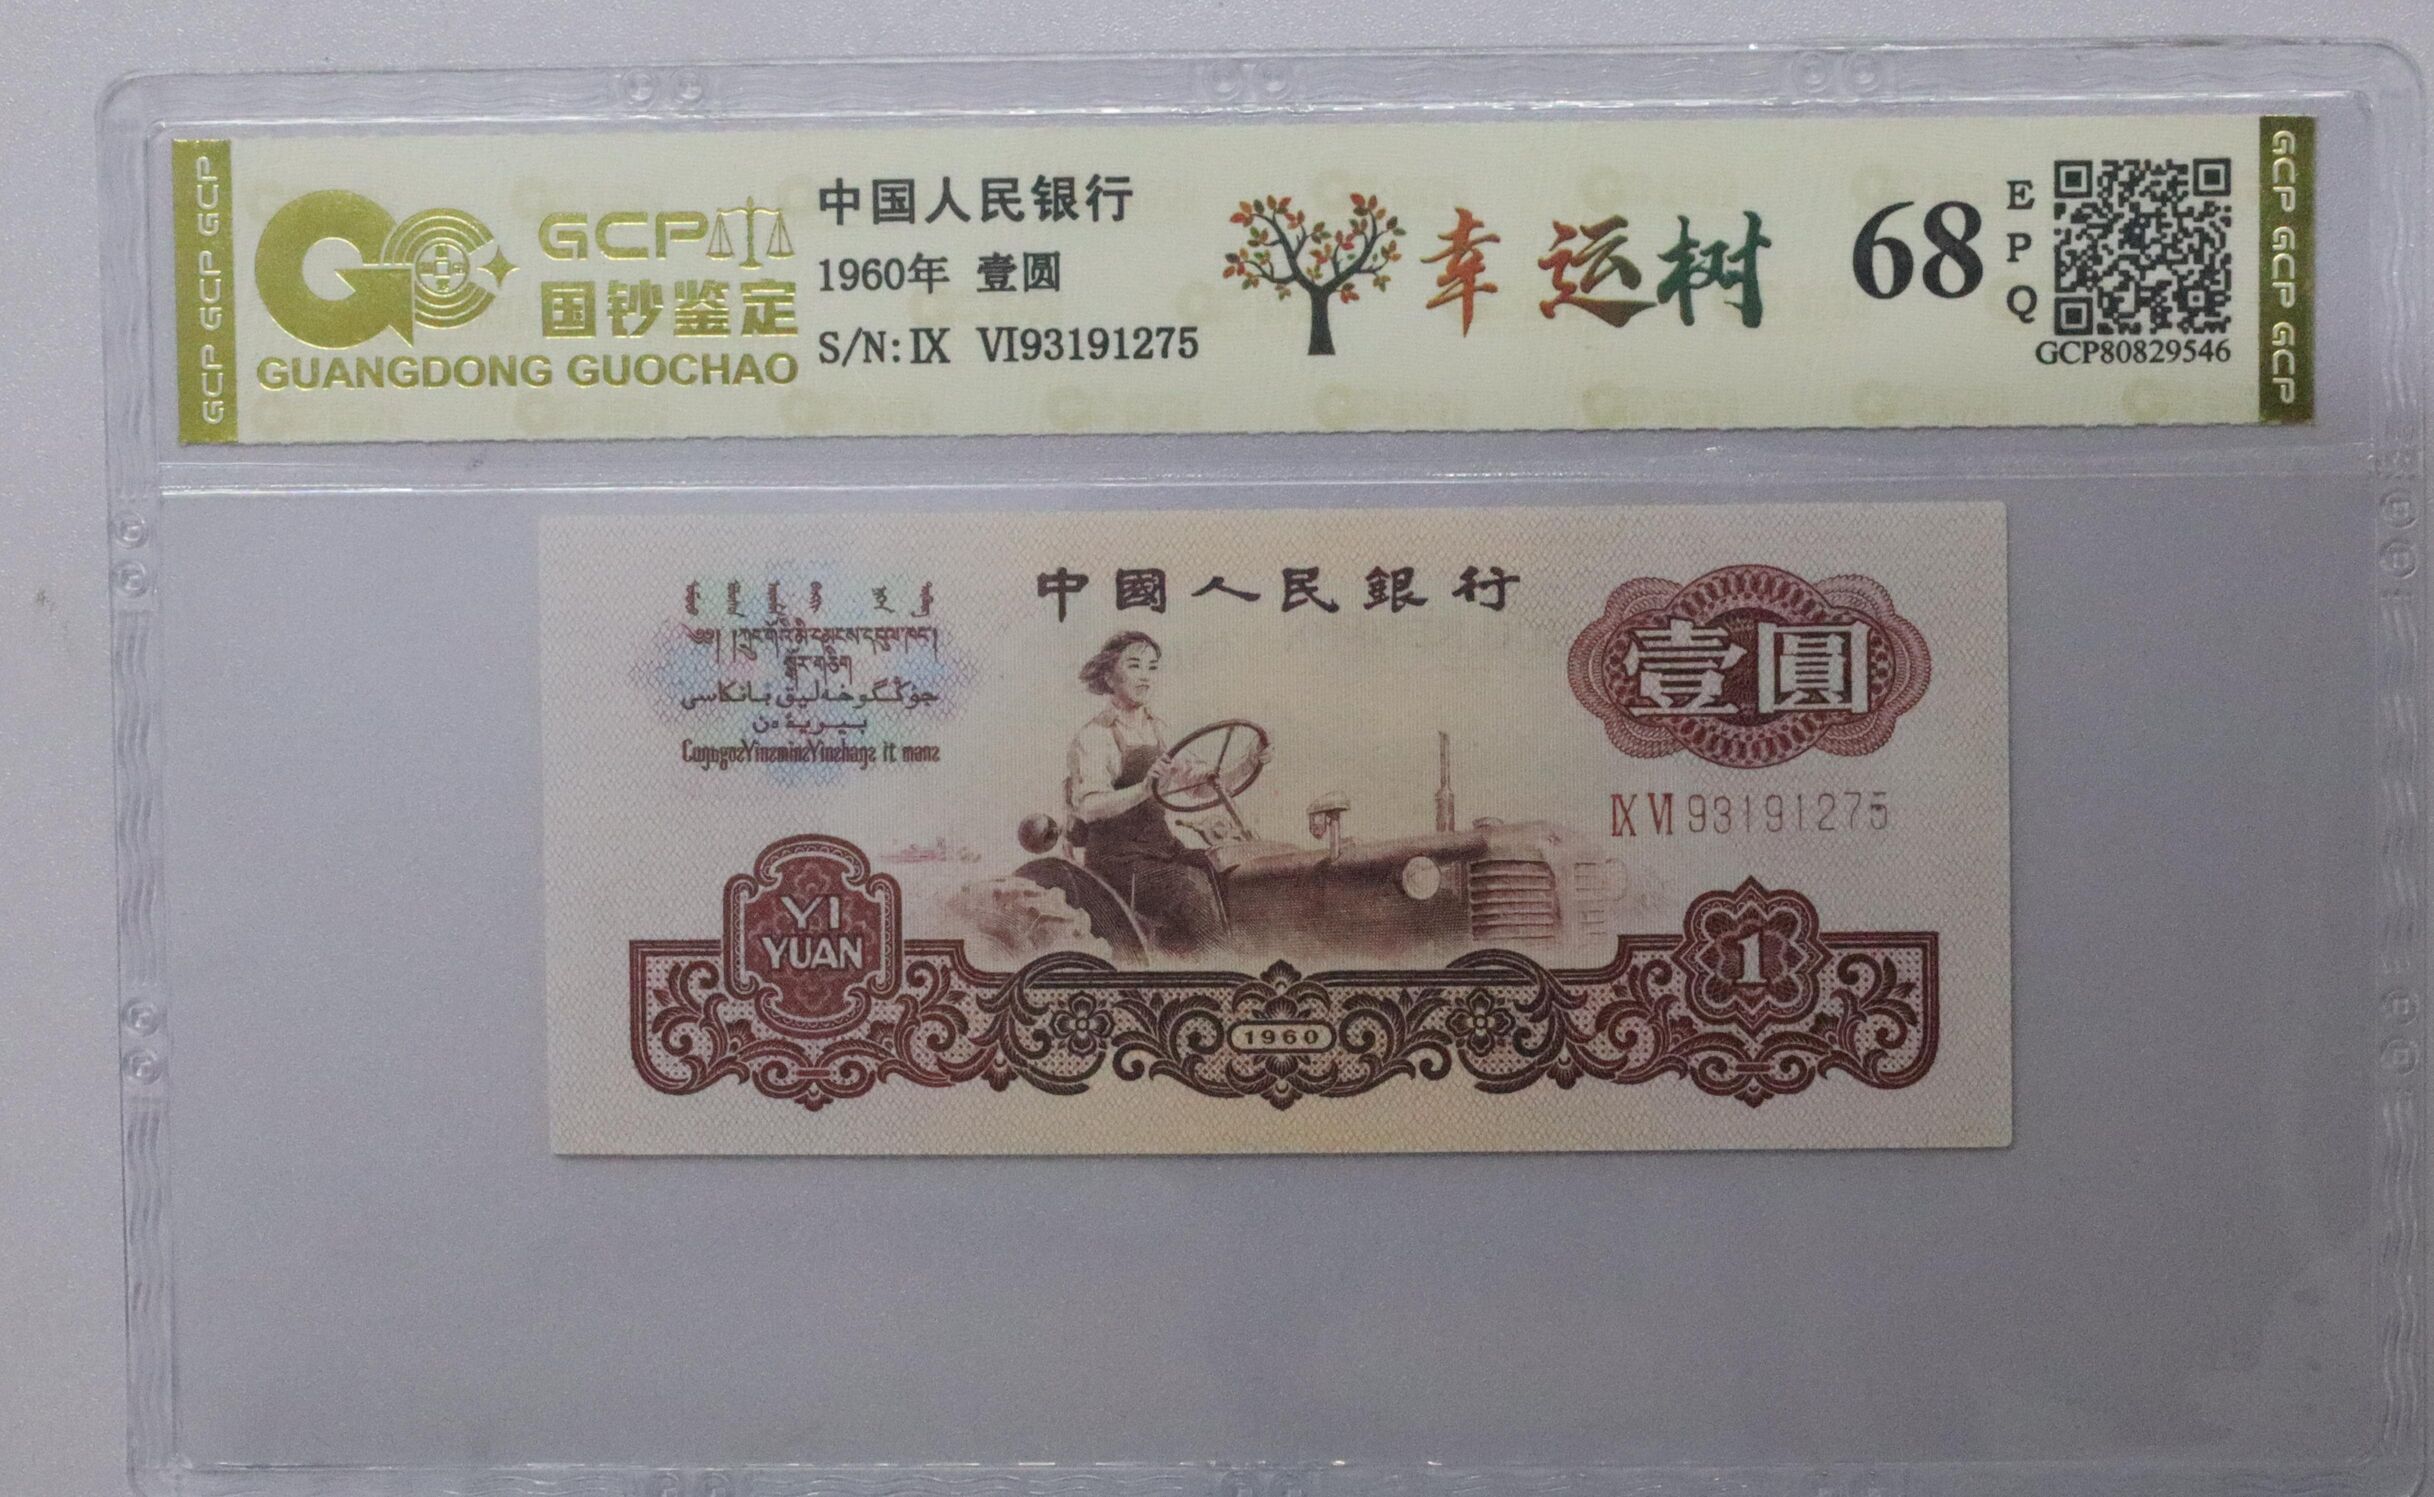 GCP GCP GCP
GCP
国钞鉴定
GUANGDONG GUOCHAO
中国人民银行
1960年 壹圆
S/N: Ⅸ Ⅵ93191275
幸运树
68
E
P
Q
GCP80829546
GCP GCP GCP
中國人民銀行
壹圓
Ⅸ Ⅵ 93191275
YI
YUAN
1
1960